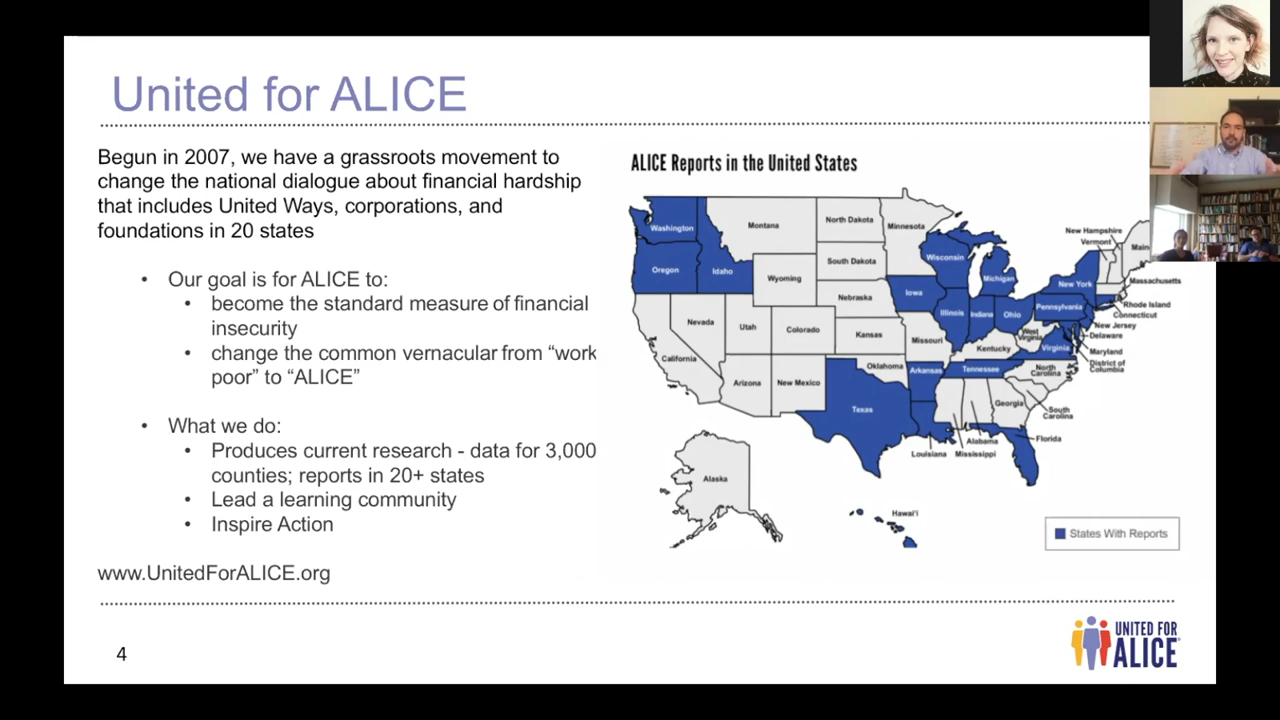 United for ALICE
Begun in 2007, we have a grassroots movement to
change the national dialogue about financial hardship
that includes United Ways, corporations, and
foundations in 20 states
• Our goal is for ALICE to:
• become the standard measure of financial
insecurity
• change the common vernacular from “work
poor” to “ALICE”
• What we do:
• Produces current research - data for 3,000
counties; reports in 20+ states
• Lead a learning community
• Inspire Action
www.UnitedForALICE.org
4
ALICE Reports in the United States
Washington
Montana
North Dakota
Minnesota
New Hampshire
Vermont
Main
Oregon
Idaho
Wyoming
South Dakota
Wisconsin
Michigan
New York
Massachusetts
Nebraska
Iowa
Illinois
Indiana
Ohio
Pennsylvania
Rhode Island
Connecticut
New Jersey
Delaware
Maryland
District of
Columbia
Nevada
Utah
Colorado
Kansas
Missouri
Kentucky
West
Virginia
Virginia
California
Arizona
New Mexico
Oklahoma
Arkansas
Tennessee
North
Carolina
South
Carolina
Texas
Georgia
Florida
Alabama
Louisiana
Mississippi
Alaska
Hawai‘i
States With Reports
UNITED FOR
ALICE